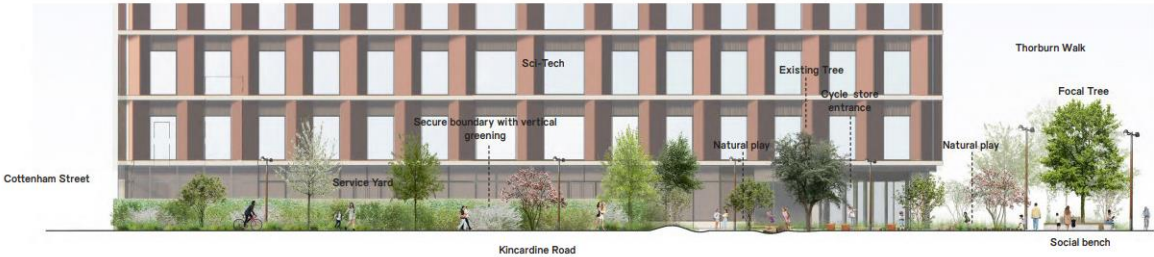 Thorburn Walk
Sci-Tech
Existing Tree
Focal Tree
Cycle store
entrance
Secure boundary with vertical
greening
Natural play
Natural play
Cottenham Street
Service Yard
Social bench
Kincardine Road